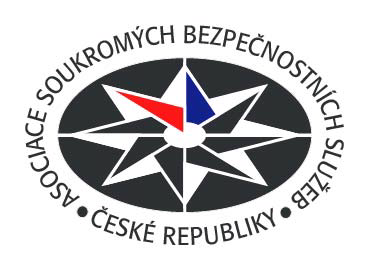 ASOCIACE SOUKROMÝCH BEZPEČNOSTNÍCH SLUŽEB
ČESKÉ REPUBLIKY